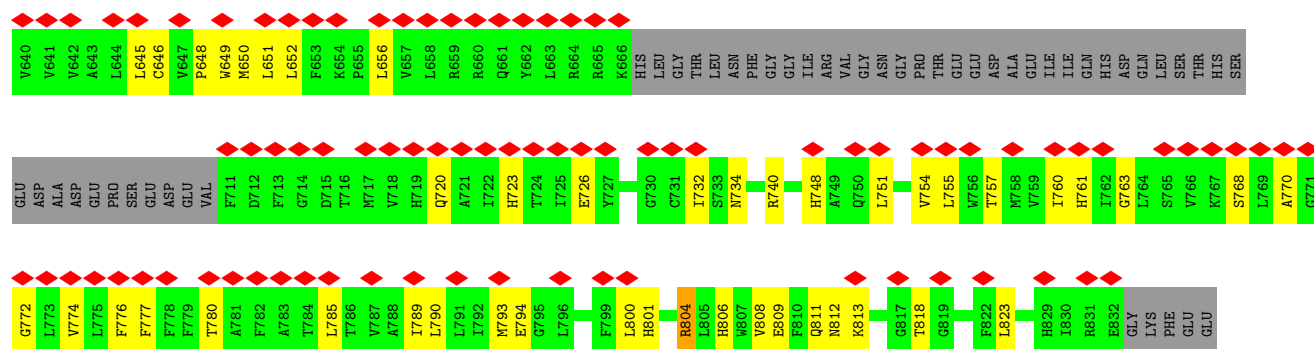 V640 V641 V642 A643 L644 L645 C646 V647 P648 W649 M650 L651 L652 F653 K654 P655 L656 V657 L658 R659 R660 Q661 Y662 L663 R664 R665 K666 HIS LEU GLY THR LEU ASN PHE GLY GLY ILE ARG VAL GLY ASN GLY PRO THR GLU GLU ASP ALA GLU ILE ILE GLN HIS ASP GLN LEU SER THR HIS SER
GLU ASP ALA ASP GLU PRO SER GLU ASP GLU VAL F711 D712 F713 G714 D715 T716 M717 V718 H719 Q720 A721 I722 H723 T724 I725 E726 Y727 G730 C731 I732 S733 N734 R740 H748 A749 Q750 L751 V754 L755 W756 T757 M758 V759 I760 H761 I762 G763 L764 S765 V766 K767 S768 L769 A770 G771
G772 L773 V774 L775 F776 F777 F778 F779 T780 A781 F782 A783 T784 L785 T786 V787 A788 I789 L790 L791 I792 M793 E794 G795 L796 F799 L800 H801 R804 L805 H806 W807 V808 E809 F810 Q811 N812 K813 G817 T818 G819 F822 L823 H829 I830 R831 E832 GLY LYS PHE GLU GLU